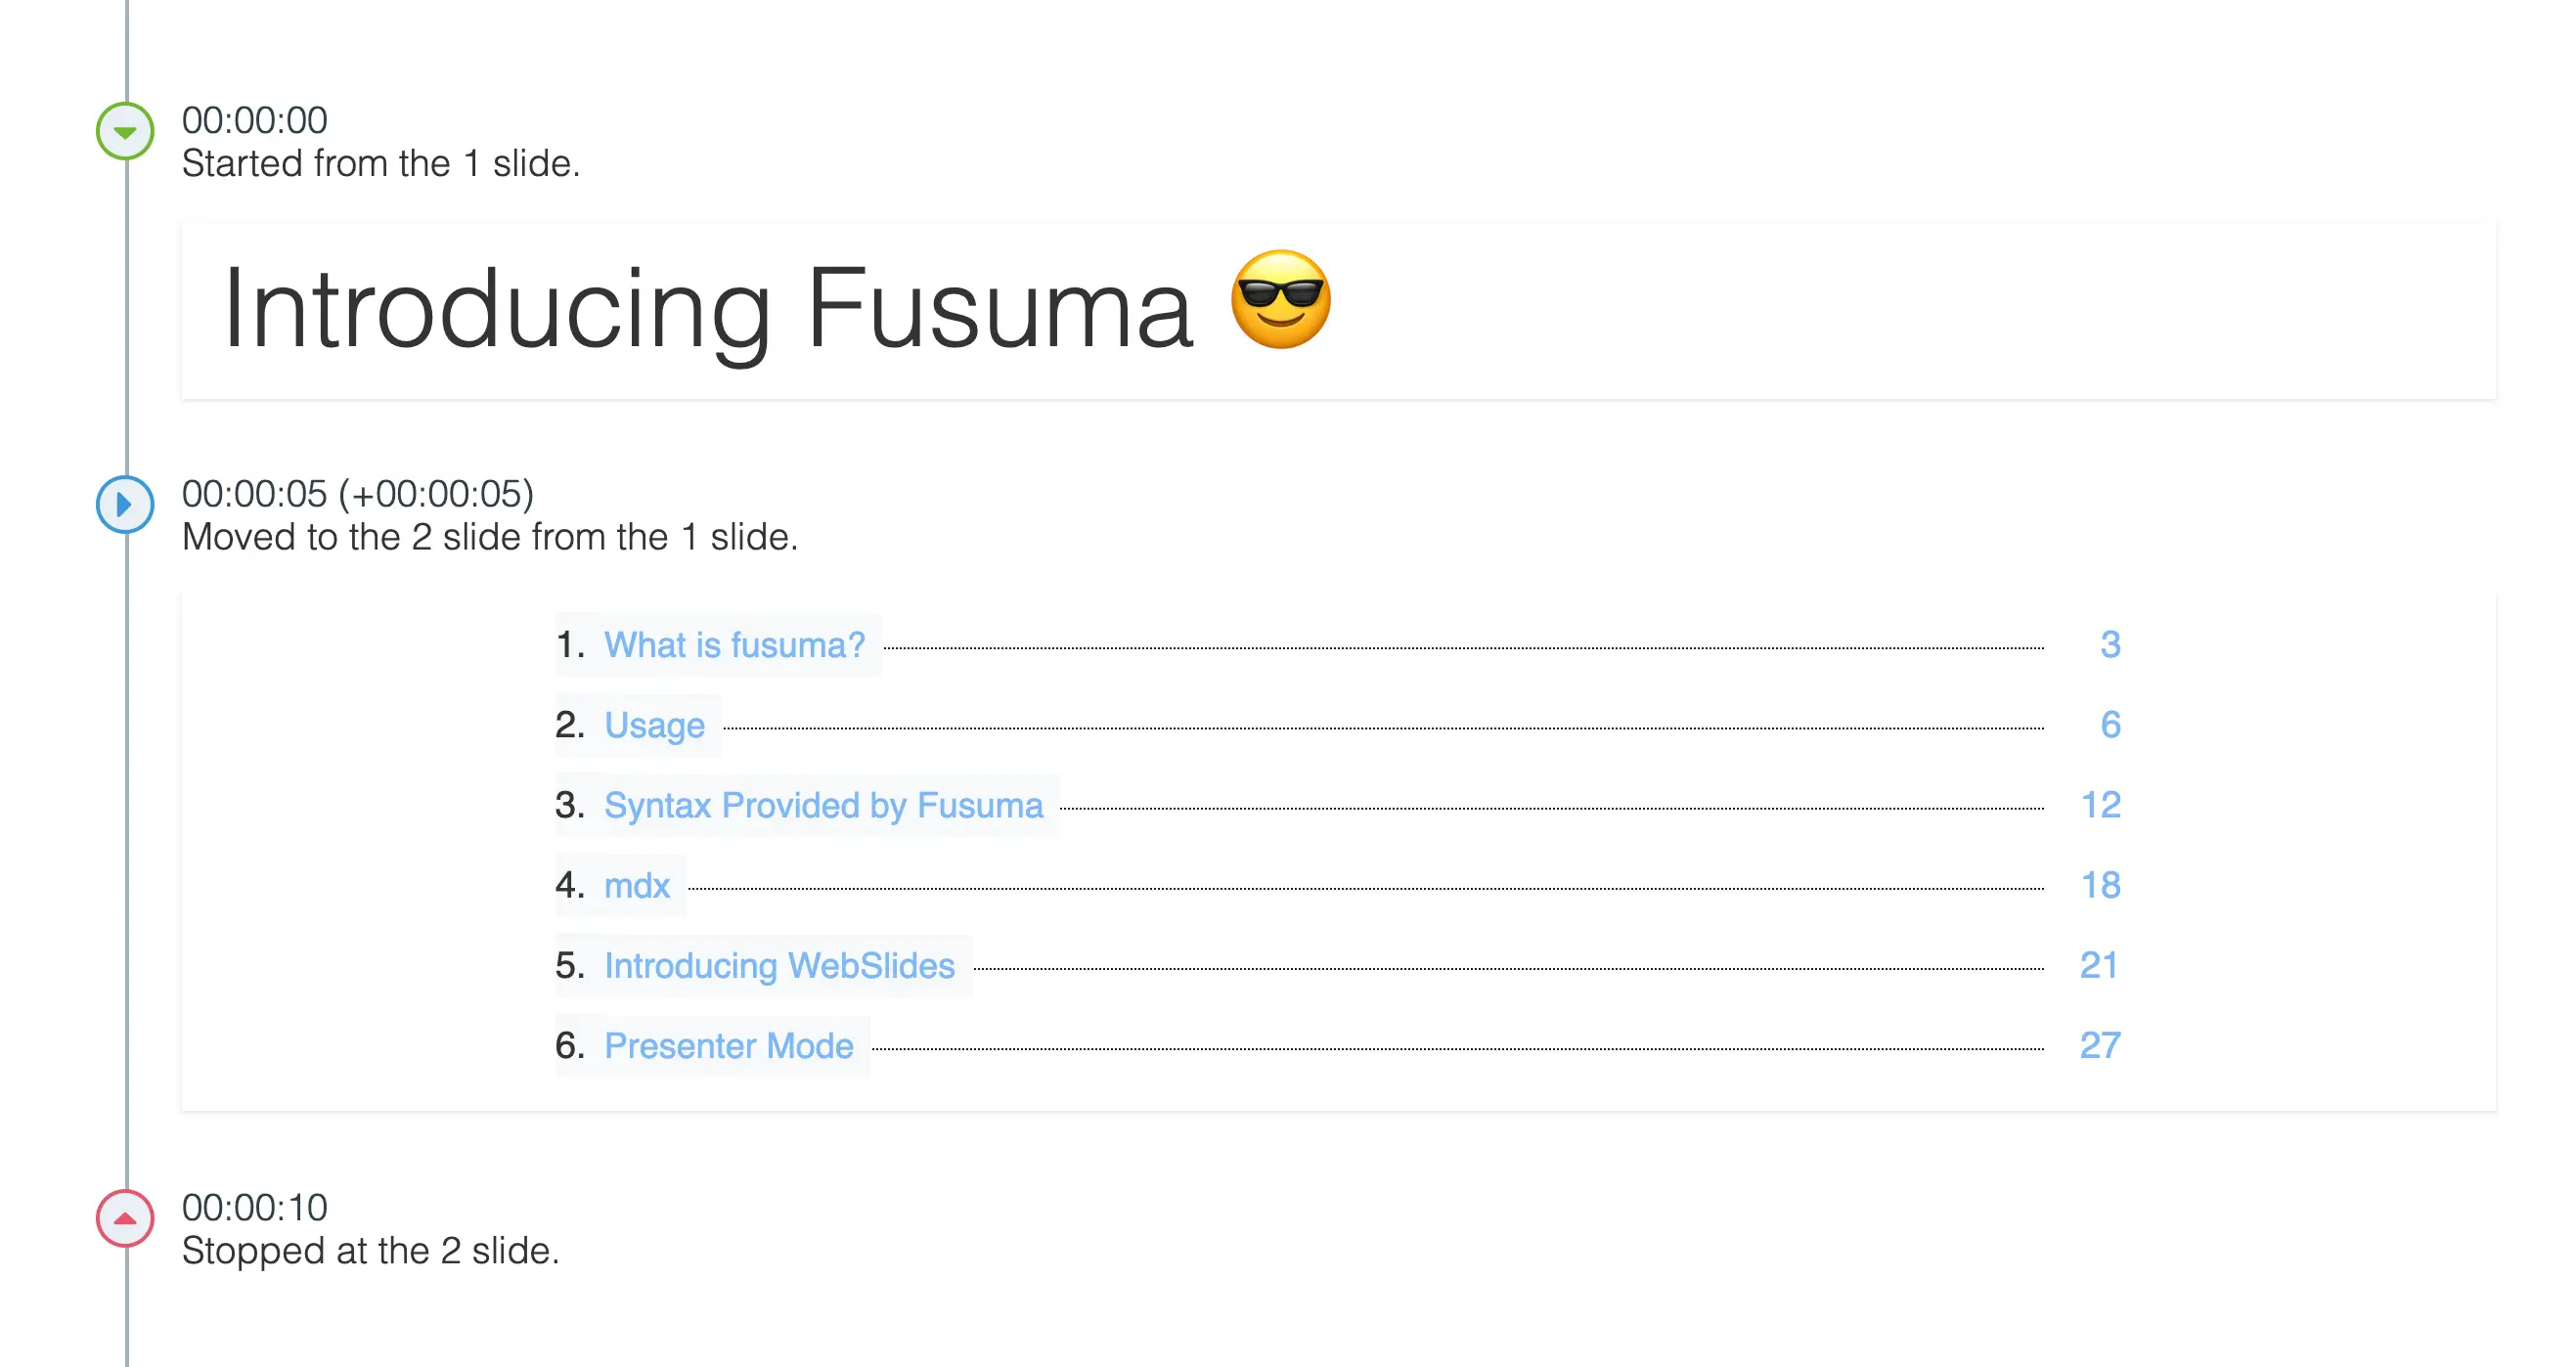 00:00:00
Started from the 1 slide.
Introducing Fusuma 😎
00:00:05 (+00:00:05)
Moved to the 2 slide from the 1 slide.
1. What is fusuma? 3
2. Usage 6
3. Syntax Provided by Fusuma 12
4. mdx 18
5. Introducing WebSlides 21
6. Presenter Mode 27
00:00:10
Stopped at the 2 slide.